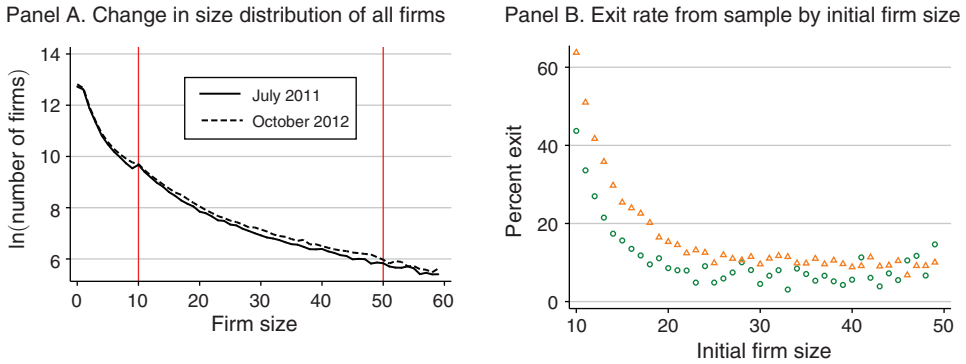 Panel A. Change in size distribution of all firms
14
12
10
8
6
ln(number of firms)
July 2011
October 2012
0 10 20 30 40 50 60
Firm size
Panel B. Exit rate from sample by initial firm size
60
40
20
0
Percent exit
10 20 30 40 50
Initial firm size